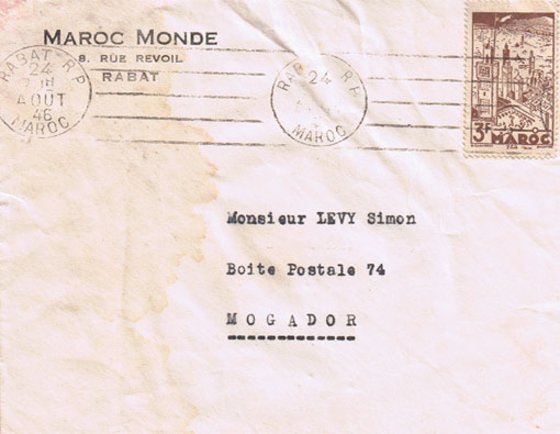 MAROC MONDE
8, RUE REVOIL
RABAT
RABAT R.P.
24
AOUT
46
MAROC
24
MAROC
3F MAROC
Monsieur LEVY Simon
Boite Postale 74
MOGADOR